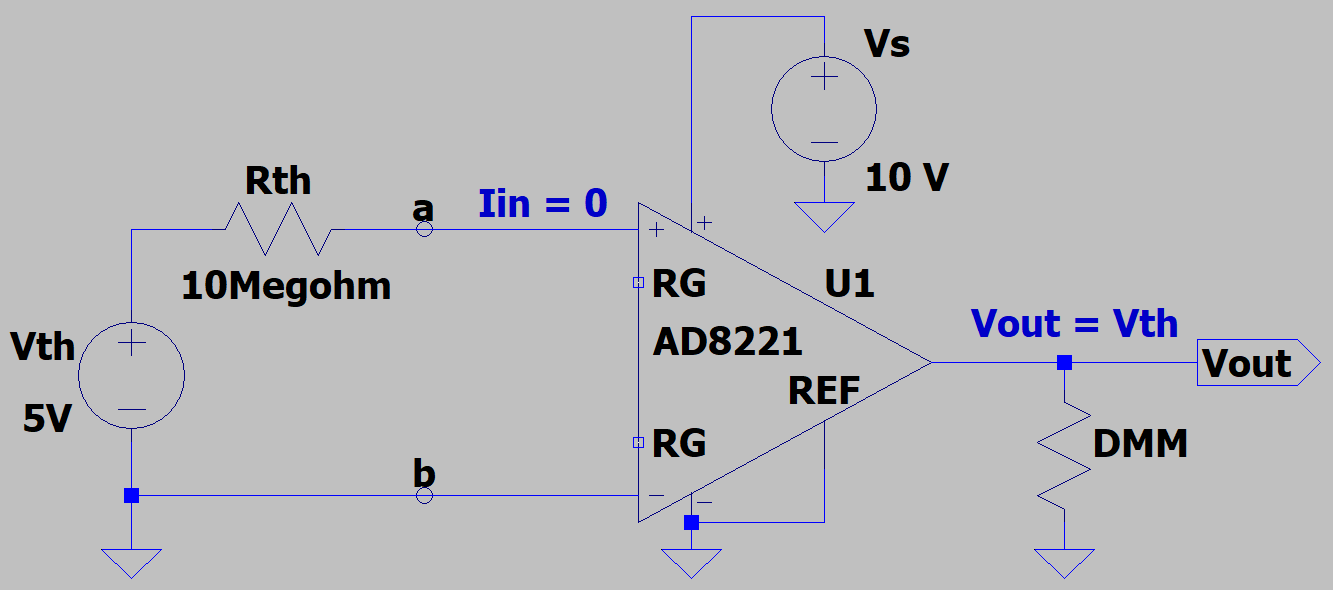 Vs
10 V
Rth
10Megohm
a
Iin = 0
+
+
RG
U1
AD8221
Vout = Vth
Vout
REF
Vth
5V
RG
DMM
b